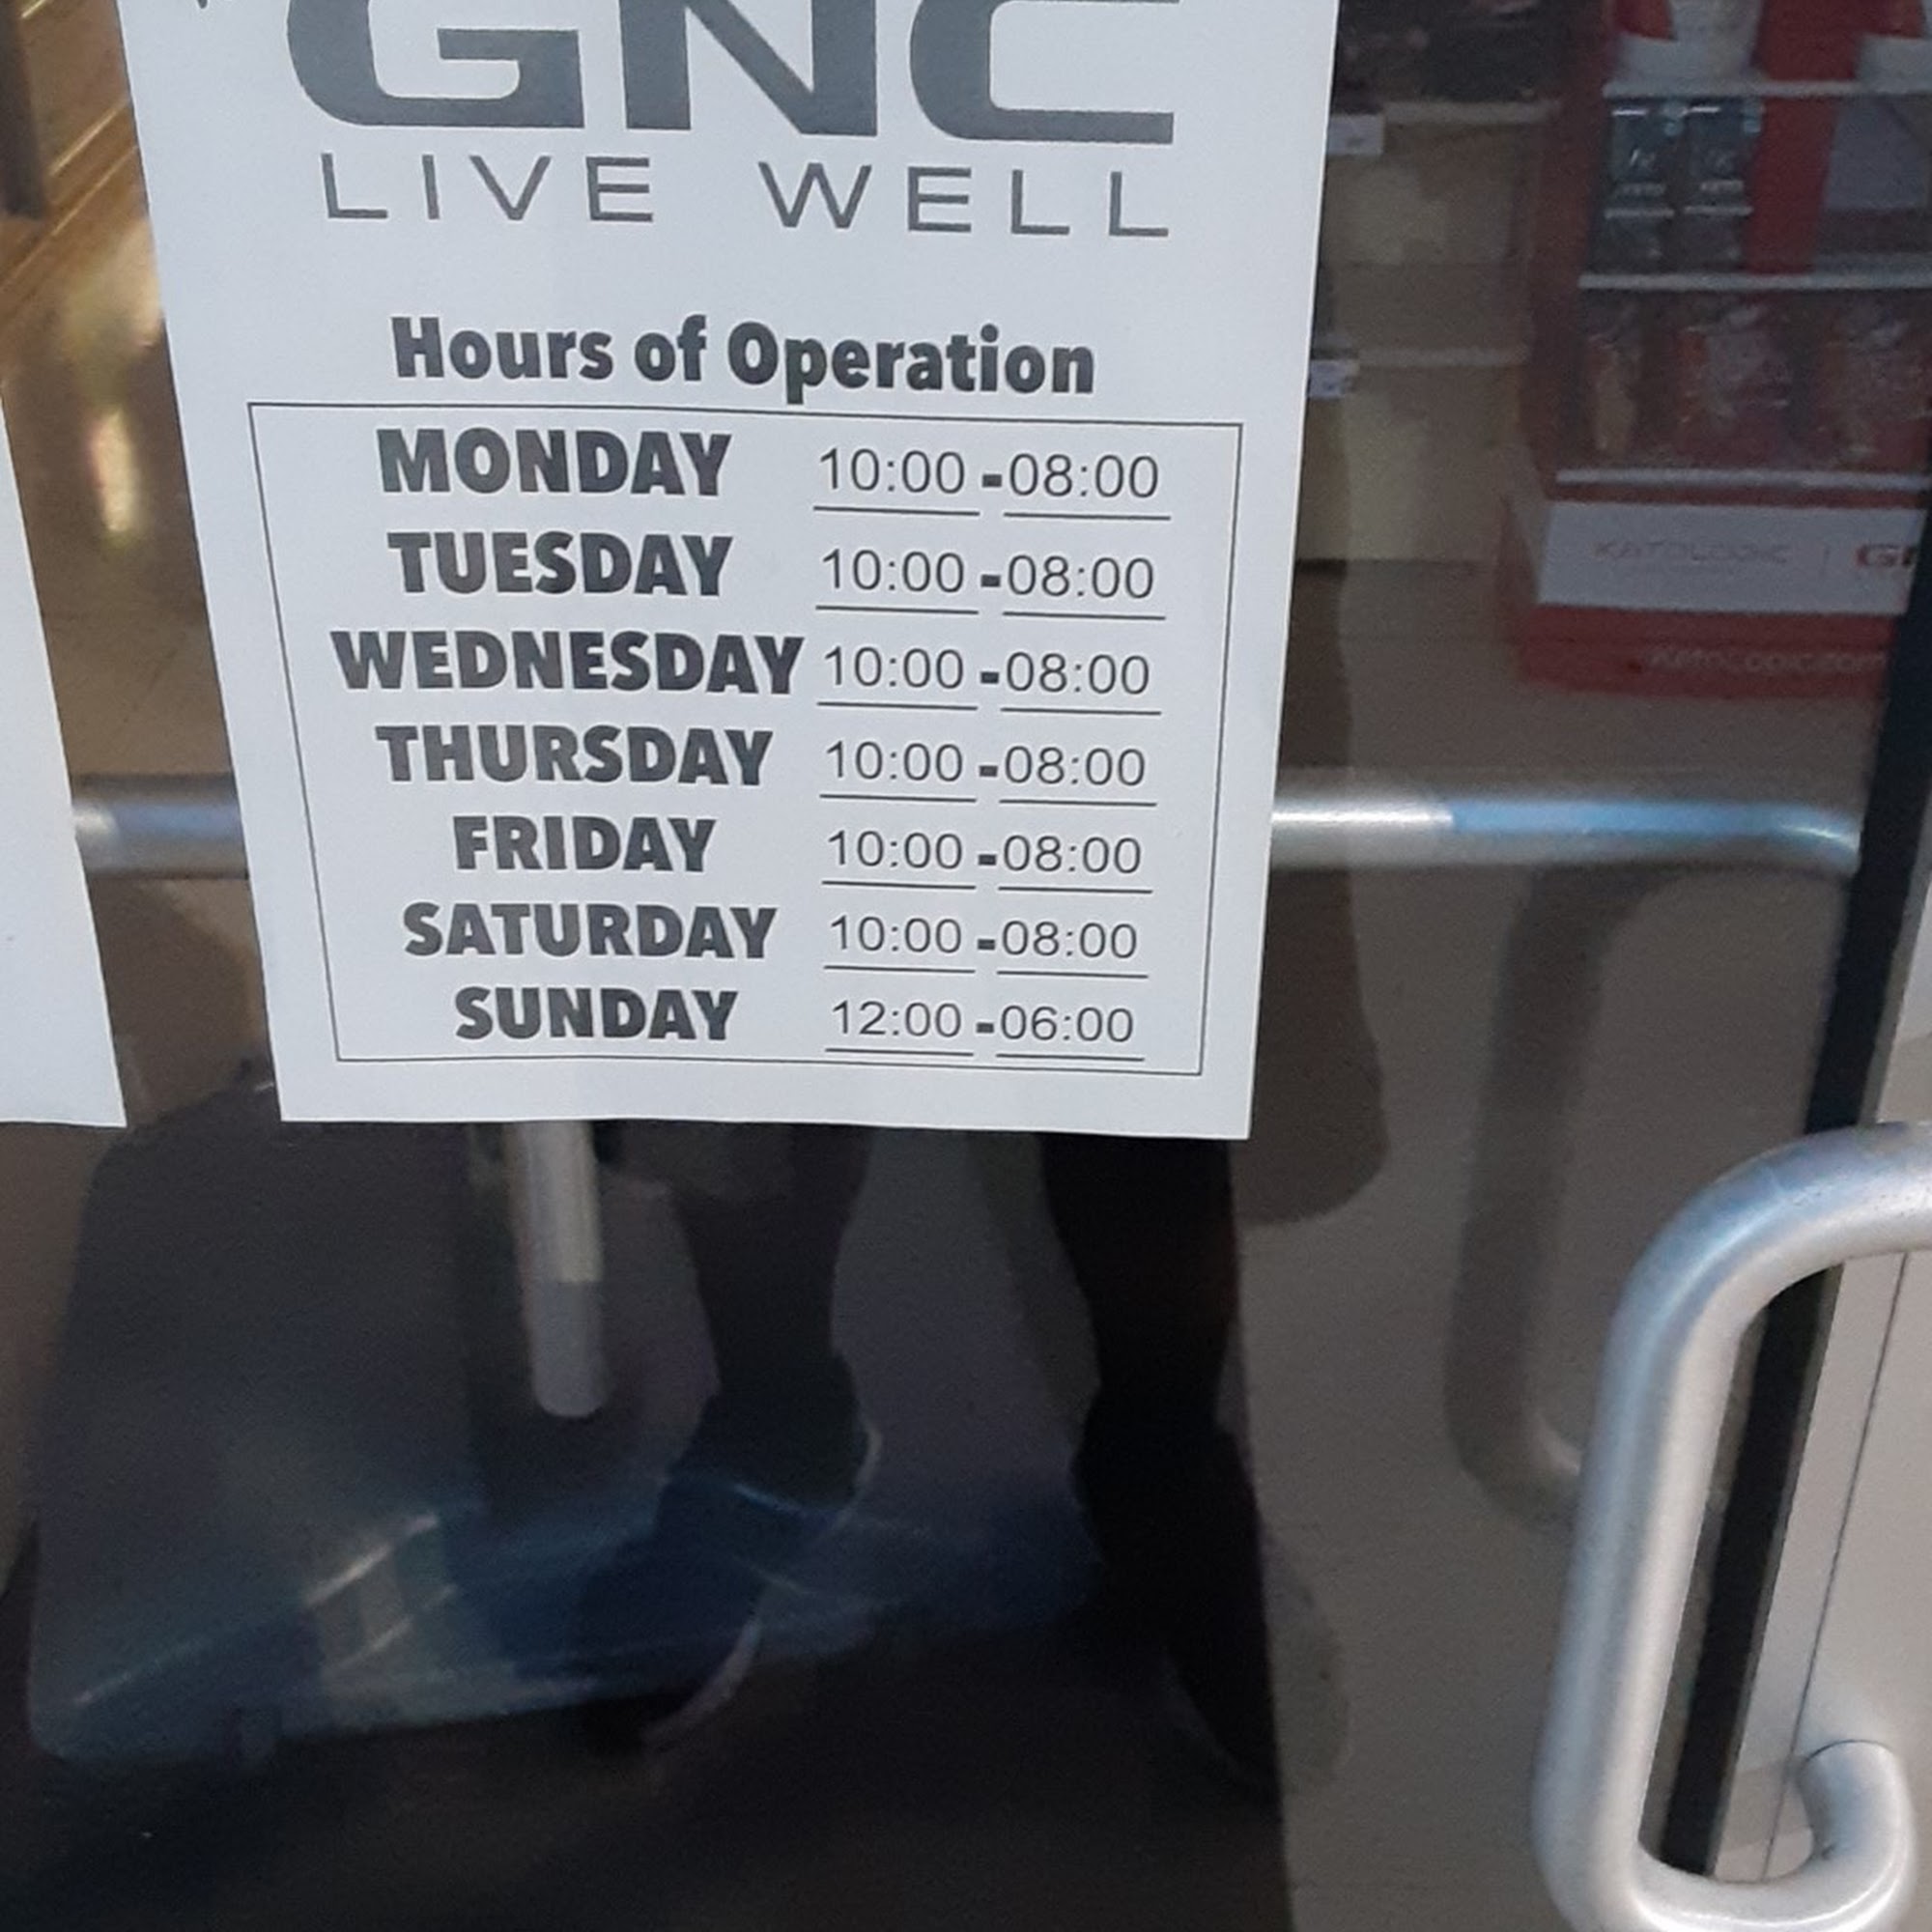 GNC
LIVE WELL
Hours of Operation
MONDAY 10:00 - 08:00
TUESDAY 10:00 - 08:00
WEDNESDAY 10:00 - 08:00
THURSDAY 10:00 - 08:00
FRIDAY 10:00 - 08:00
SATURDAY 10:00 - 08:00
SUNDAY 12:00 - 06:00